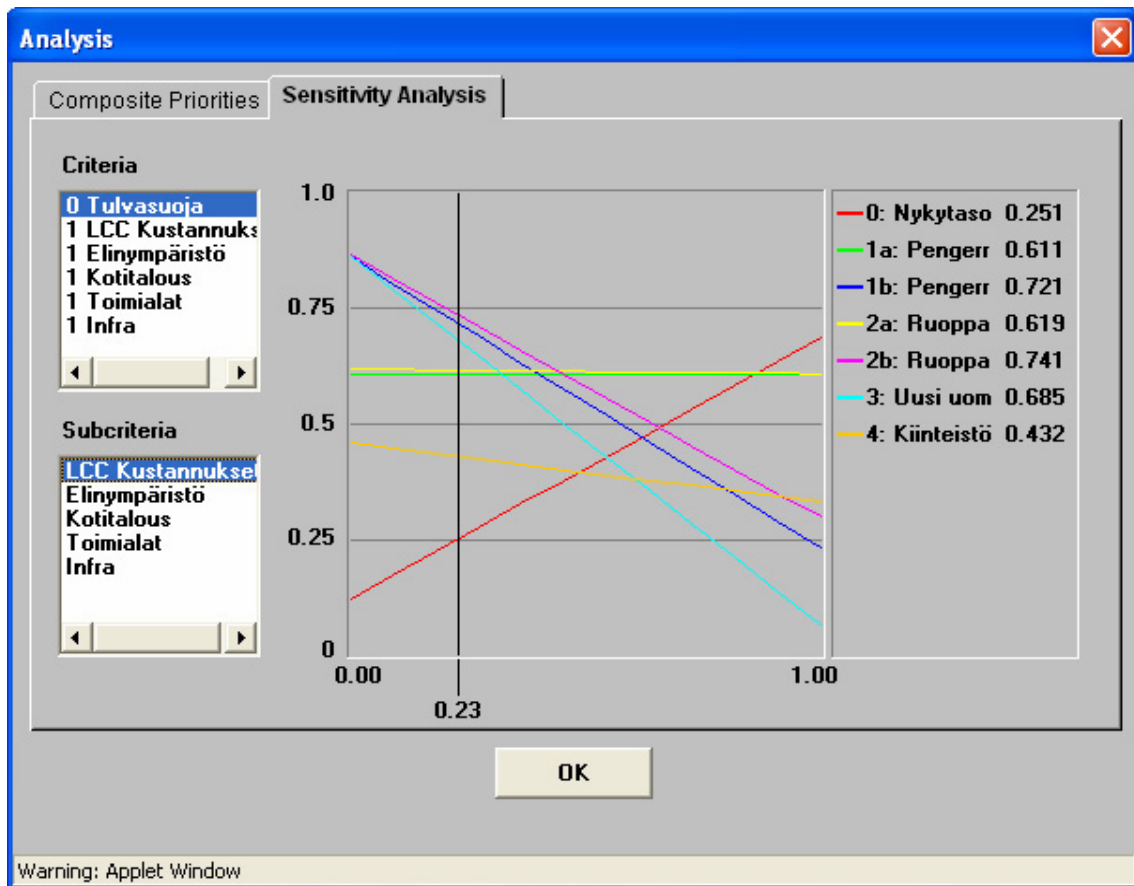 Analysis
Composite Priorities
Sensitivity Analysis
Criteria
0 Tulvasuoja
1 LCC Kustannuks
1 Elinympäristö
1 Kotitalous
1 Toimialat
1 Infra
Subcriteria
LCC Kustannukse
Elinympäristö
Kotitalous
Toimialat
Infra
1.0
0.75
0.5
0.25
0
0.00
1.00
0.23
0: Nykytaso 0.251
1a: Pengerr 0.611
1b: Pengerr 0.721
2a: Ruoppa 0.619
2b: Ruoppa 0.741
3: Uusi uom 0.685
4: Kiinteistö 0.432
OK
Warning: Applet Window